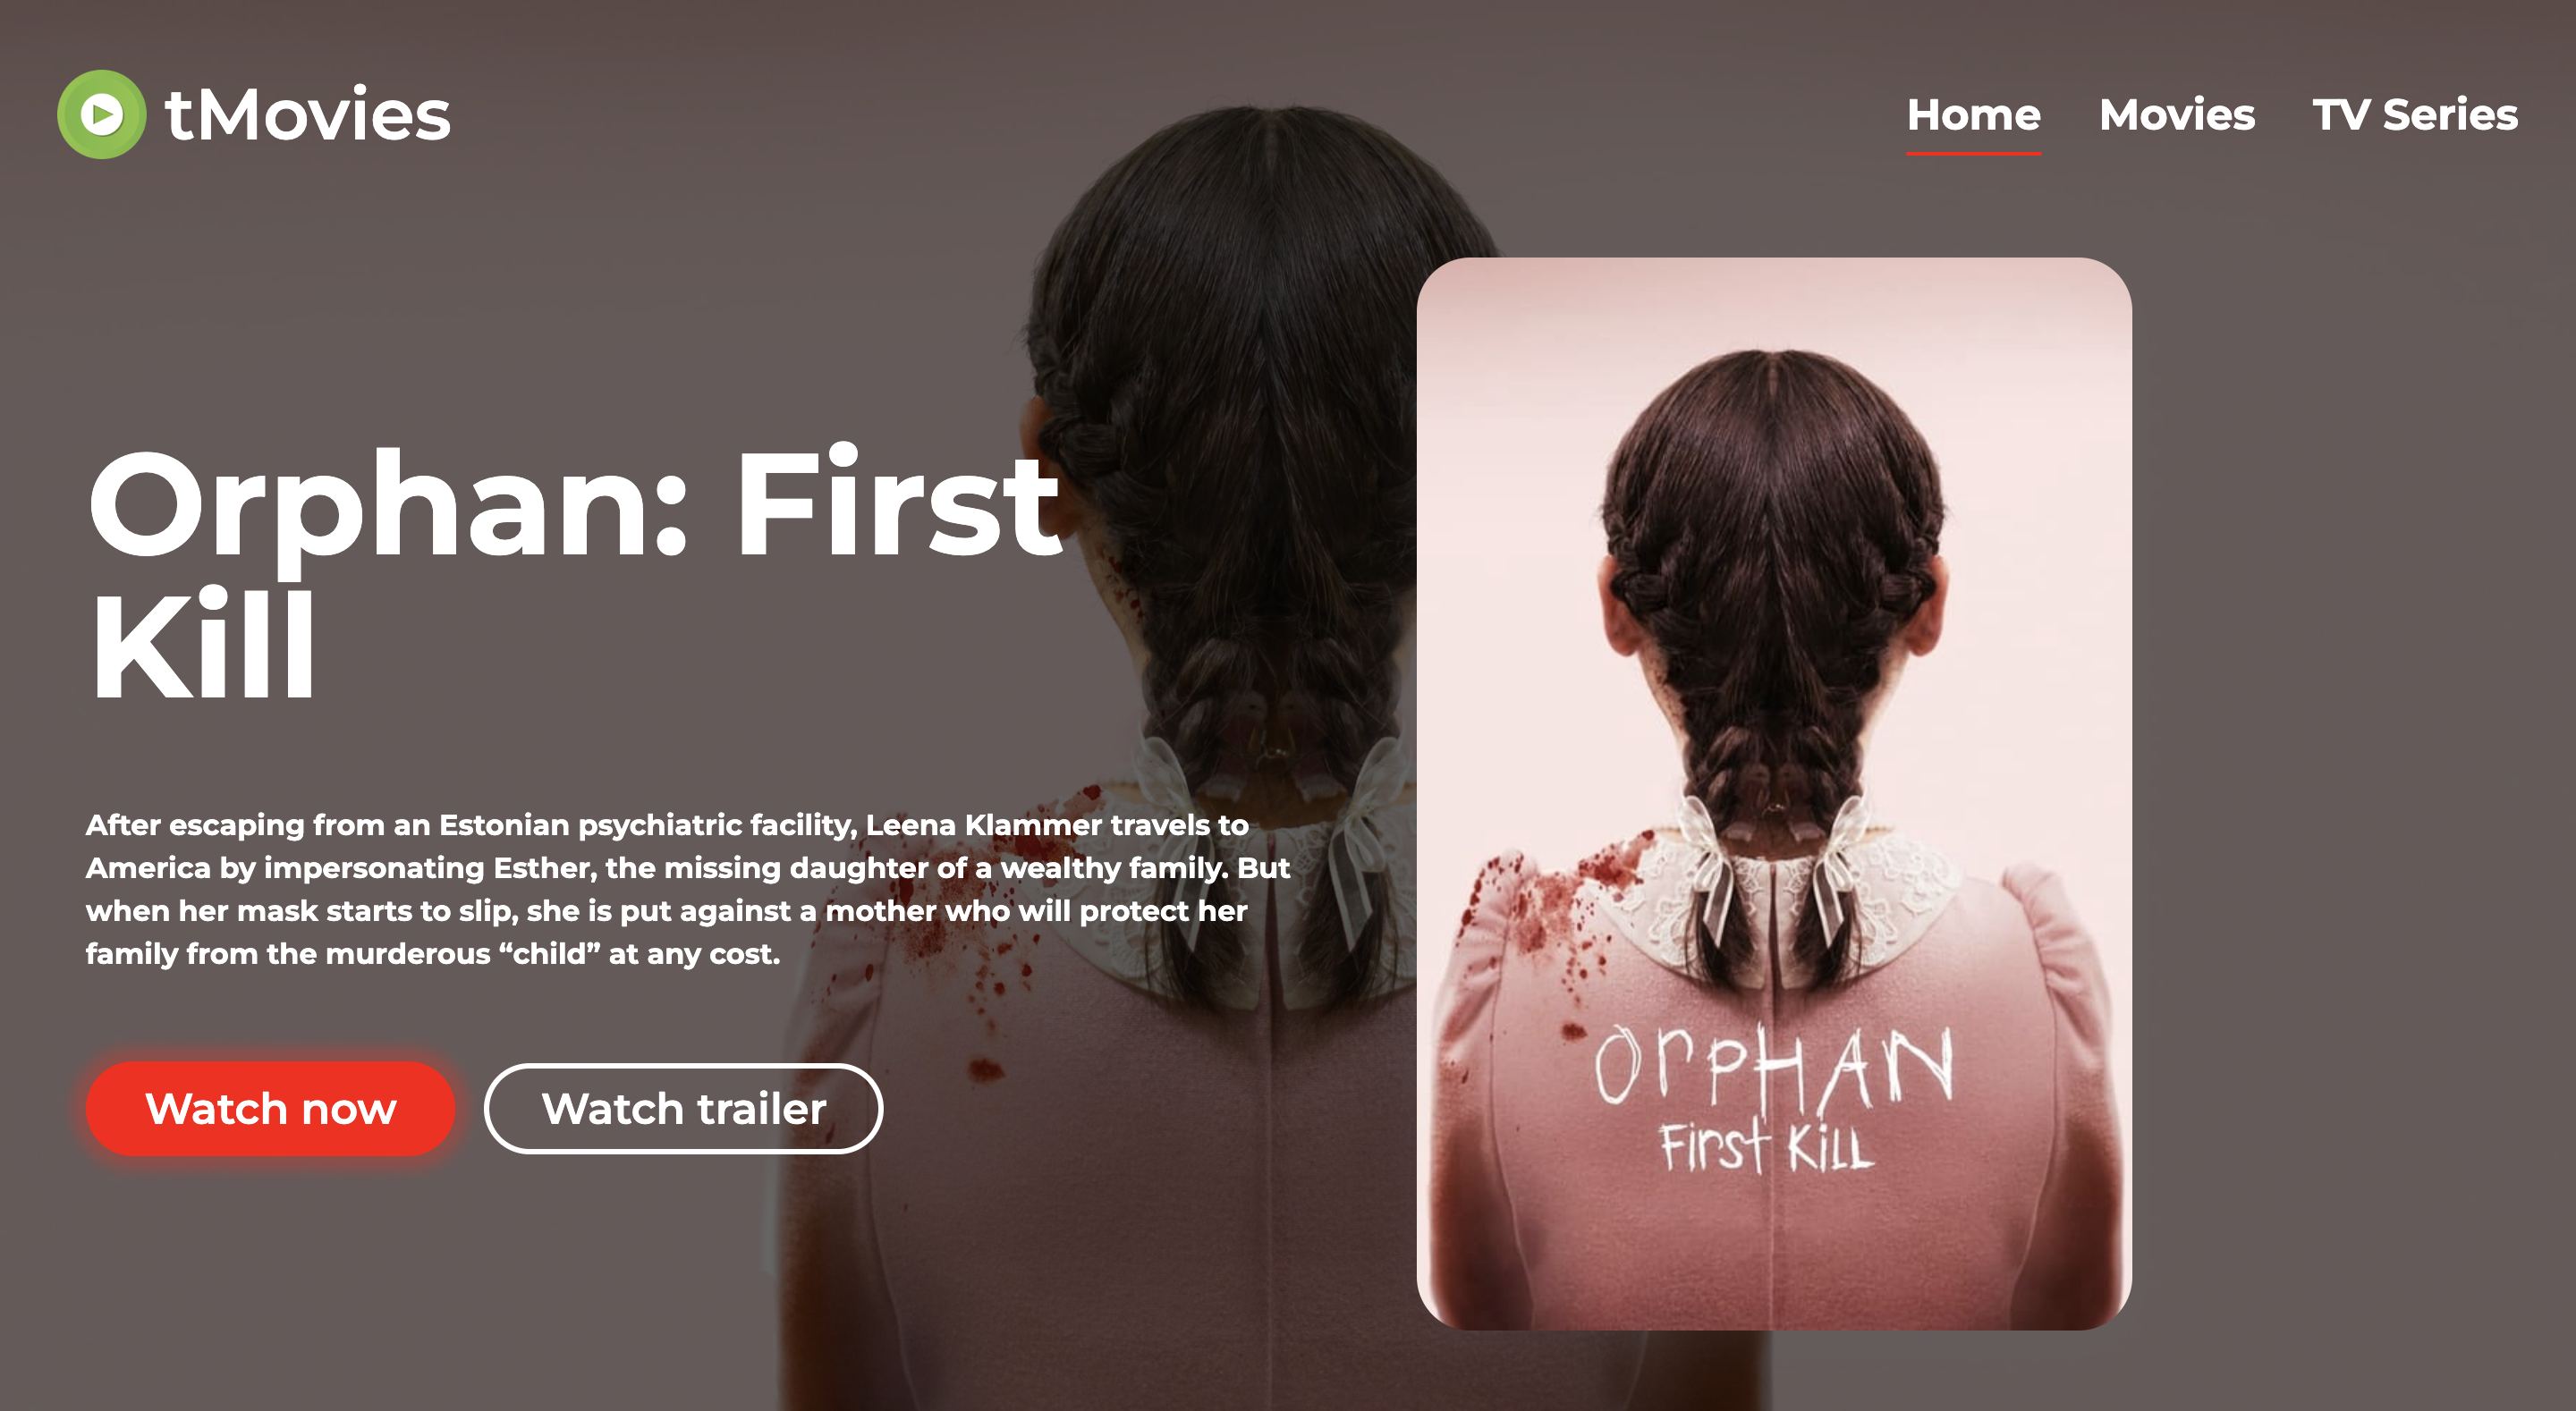 tMovies
Home
Movies
TV Series
Orphan: First
Kill
After escaping from an Estonian psychiatric facility, Leena Klammer travels to
America by impersonating Esther, the missing daughter of a wealthy family. But
when her mask starts to slip, she is put against a mother who will protect her
family from the murderous “child” at any cost.
Watch now
Watch trailer
OrpHAN
First KiLL